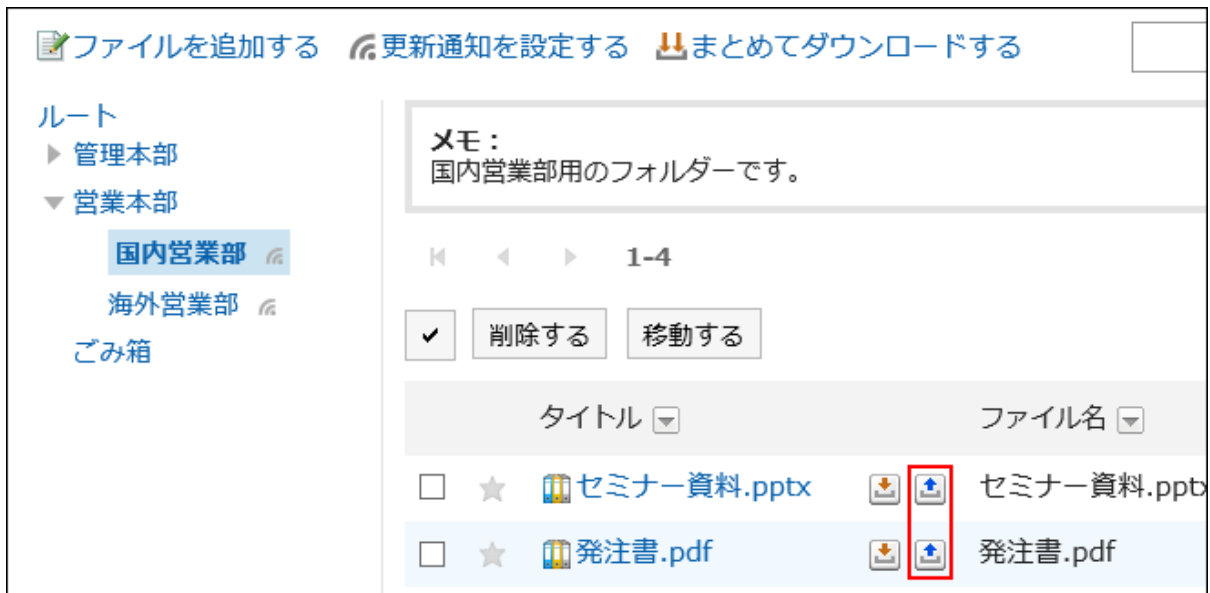 ファイルを追加する 更新通知を設定する まとめてダウンロードする
ルート
管理本部
営業本部
国内営業部
海外営業部
ごみ箱
メモ：
国内営業部用のフォルダーです。
1-4
削除する 移動する
タイトル ファイル名
セミナー資料.pptx セミナー資料.pptx
発注書.pdf 発注書.pdf